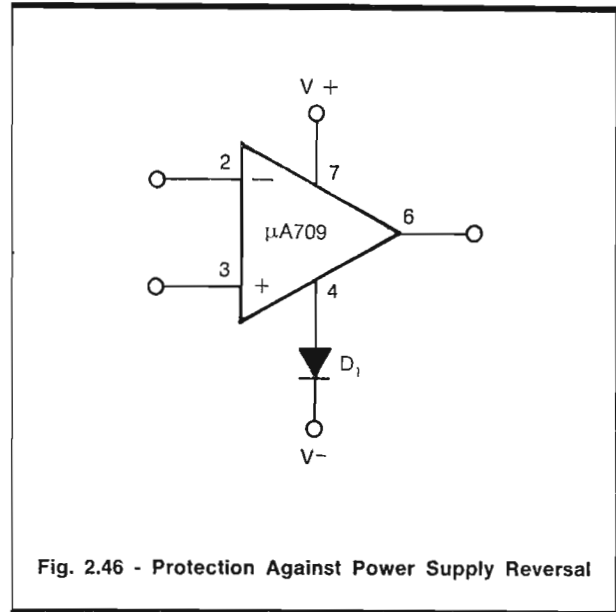 V +
2
7
−
μA709
6
3
+
4
D₁
V−
Fig. 2.46 - Protection Against Power Supply Reversal